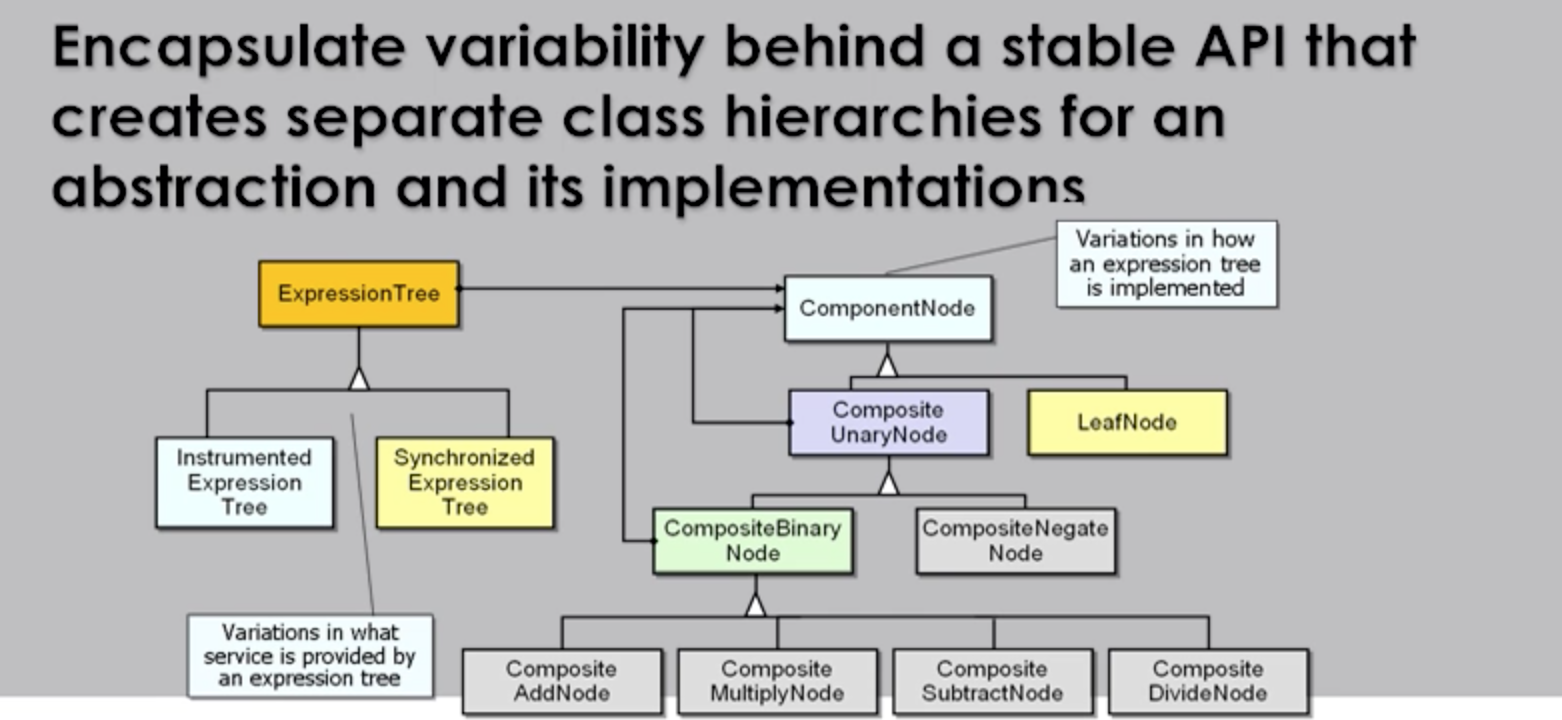 Encapsulate variability behind a stable API that
creates separate class hierarchies for an
abstraction and its implementations
Variations in how
an expression tree
is implemented
ExpressionTree
ComponentNode
Composite
UnaryNode
LeafNode
Instrumented
Expression
Tree
Synchronized
Expression
Tree
CompositeBinary
Node
CompositeNegate
Node
Variations in what
service is provided by
an expression tree
Composite
AddNode
Composite
MultiplyNode
Composite
SubtractNode
Composite
DivideNode